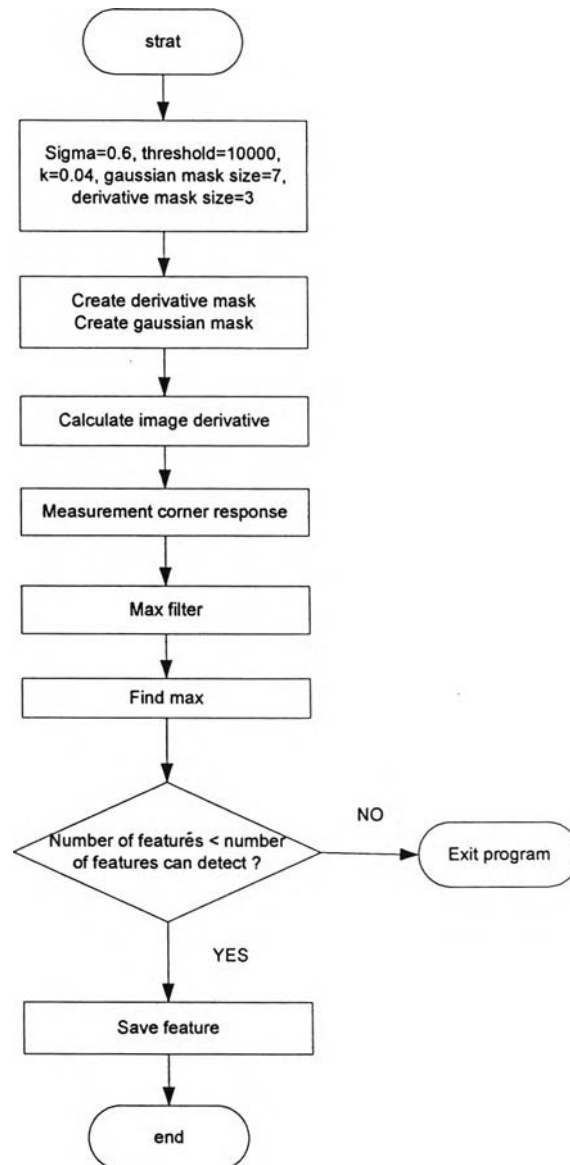 strat
Sigma=0.6, threshold=10000,
k=0.04, gaussian mask size=7,
derivative mask size=3
Create derivative mask
Create gaussian mask
Calculate image derivative
Measurement corner response
Max filter
Find max
Number of features < number
of features can detect ?
NO
Exit program
YES
Save feature
end